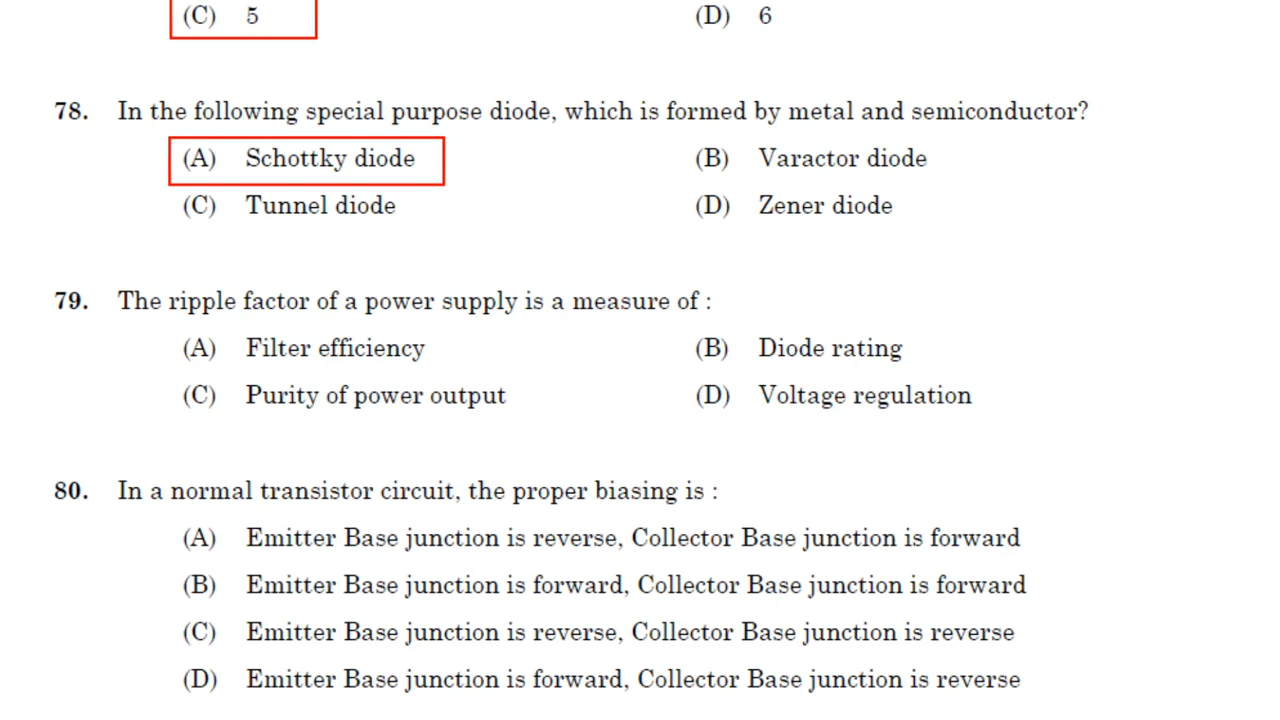 (C) 5 (D) 6
78. In the following special purpose diode, which is formed by metal and semiconductor?
(A) Schottky diode (B) Varactor diode
(C) Tunnel diode (D) Zener diode
79. The ripple factor of a power supply is a measure of :
(A) Filter efficiency (B) Diode rating
(C) Purity of power output (D) Voltage regulation
80. In a normal transistor circuit, the proper biasing is :
(A) Emitter Base junction is reverse, Collector Base junction is forward
(B) Emitter Base junction is forward, Collector Base junction is forward
(C) Emitter Base junction is reverse, Collector Base junction is reverse
(D) Emitter Base junction is forward, Collector Base junction is reverse